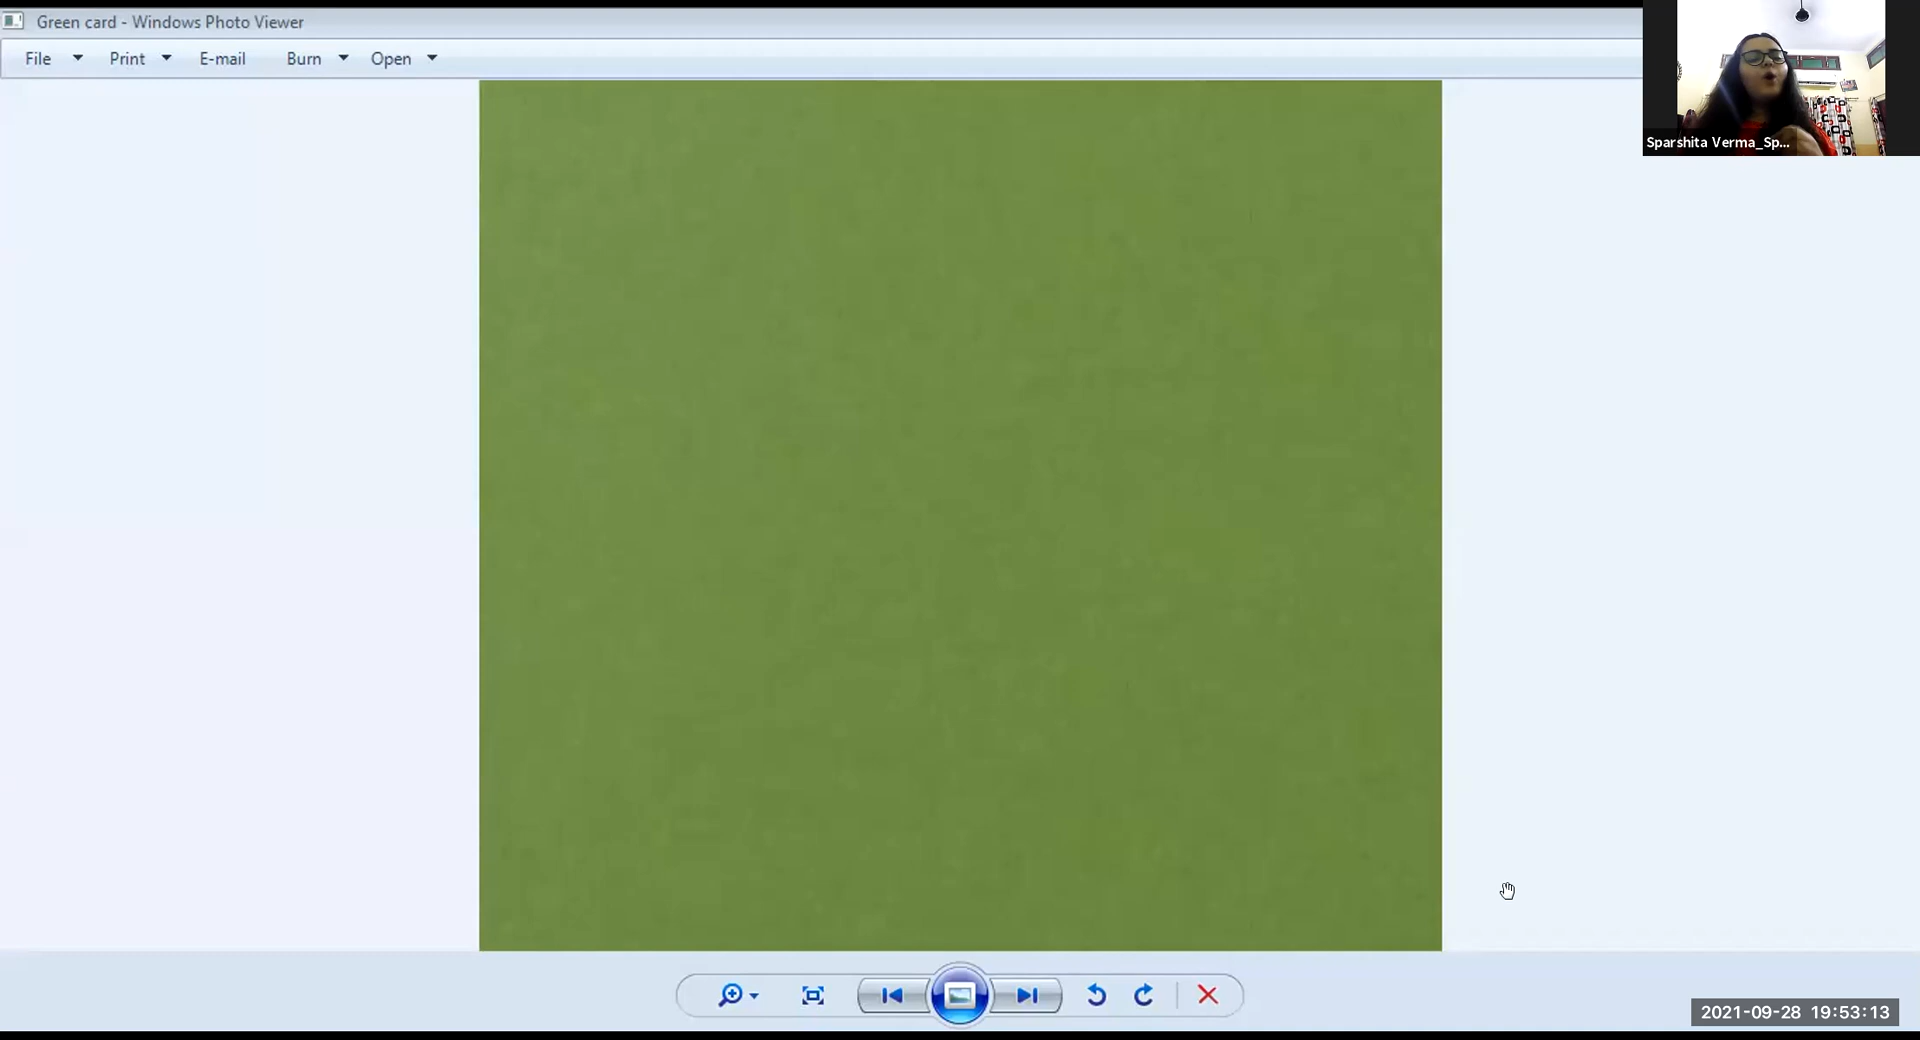 Green card - Windows Photo Viewer
File Print E-mail Burn Open
Sparshita Verma_Sp...
2021-09-28 19:53:13